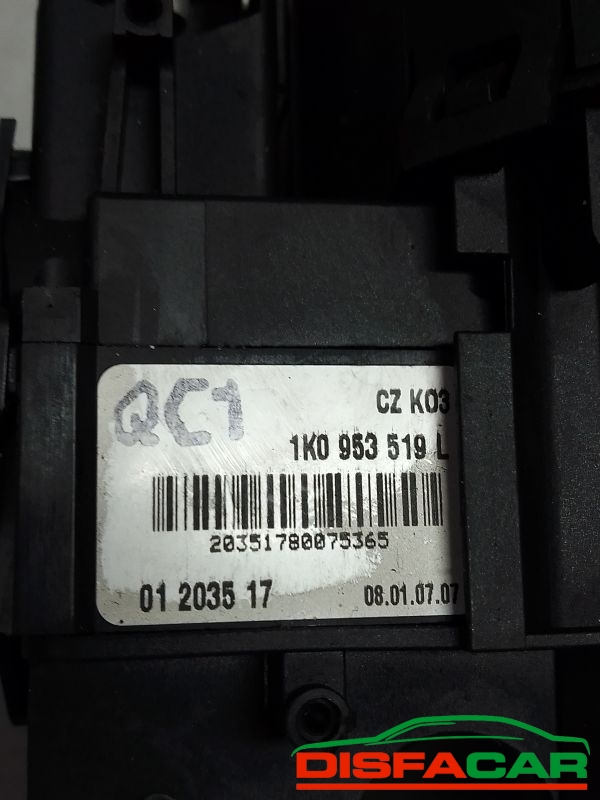 QC1
CZ K03
1K0 953 519 L
20351780075365
01 2035 17
08.01.07.07
DISFACAR